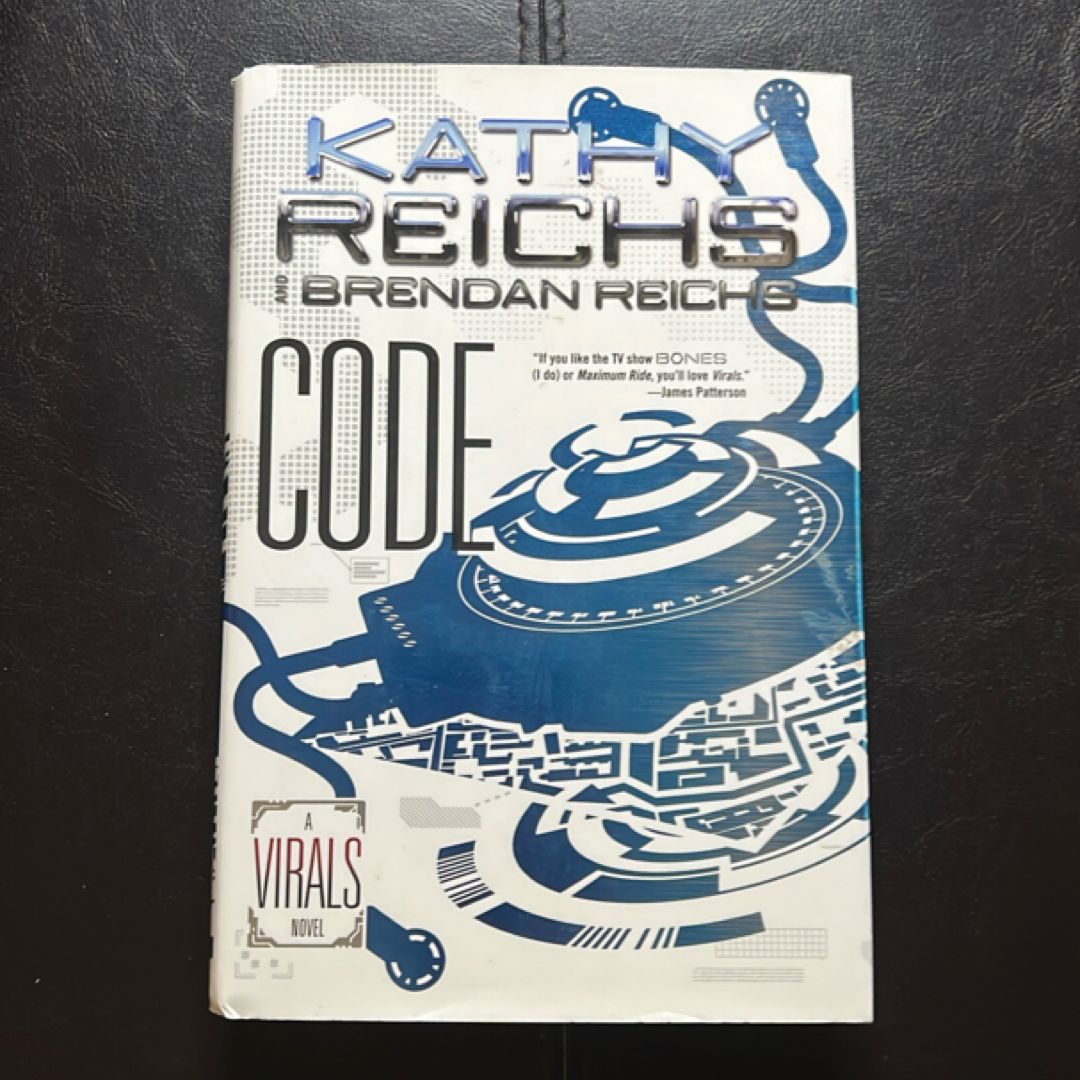 KATHY
REICHS
AND BRENDAN REICHS
CODE
"If you like the TV show BONES
(I do) or Maximum Ride, you'll love Virals."
—James Patterson
A
VIRALS
NOVEL